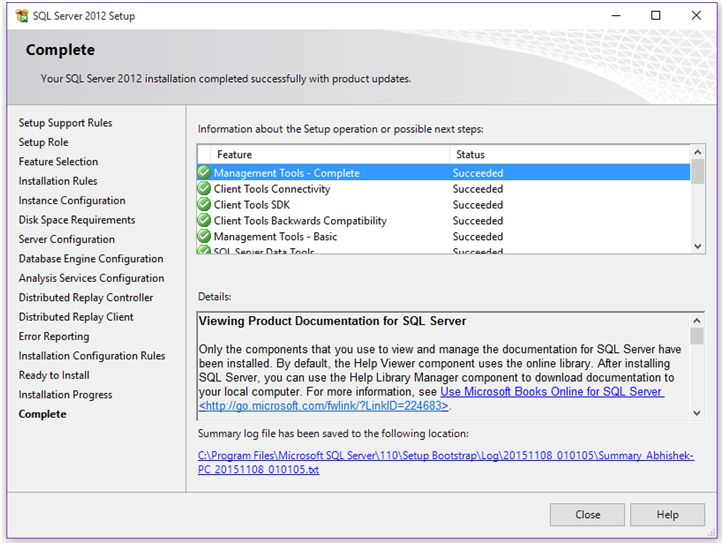 SQL Server 2012 Setup
Complete
Your SQL Server 2012 installation completed successfully with product updates.
Setup Support Rules
Setup Role
Feature Selection
Installation Rules
Instance Configuration
Disk Space Requirements
Server Configuration
Database Engine Configuration
Analysis Services Configuration
Distributed Replay Controller
Distributed Replay Client
Error Reporting
Installation Configuration Rules
Ready to Install
Installation Progress
Complete
Information about the Setup operation or possible next steps:
Feature Status
Management Tools - Complete Succeeded
Client Tools Connectivity Succeeded
Client Tools SDK Succeeded
Client Tools Backwards Compatibility Succeeded
Management Tools - Basic Succeeded
SQL Server Data Tools Succeeded
Details:
Viewing Product Documentation for SQL Server
Only the components that you use to view and manage the documentation for SQL Server have
been installed. By default, the Help Viewer component uses the online library. After installing
SQL Server, you can use the Help Library Manager component to download documentation to
your local computer. For more information, see Use Microsoft Books Online for SQL Server
<http://go.microsoft.com/fwlink/?LinkID=224683>.
Summary log file has been saved to the following location:
C:\Program Files\Microsoft SQL Server\110\Setup Bootstrap\Log\20151108_010105\Summary_Abhishek-
PC_20151108_010105.txt
Close Help